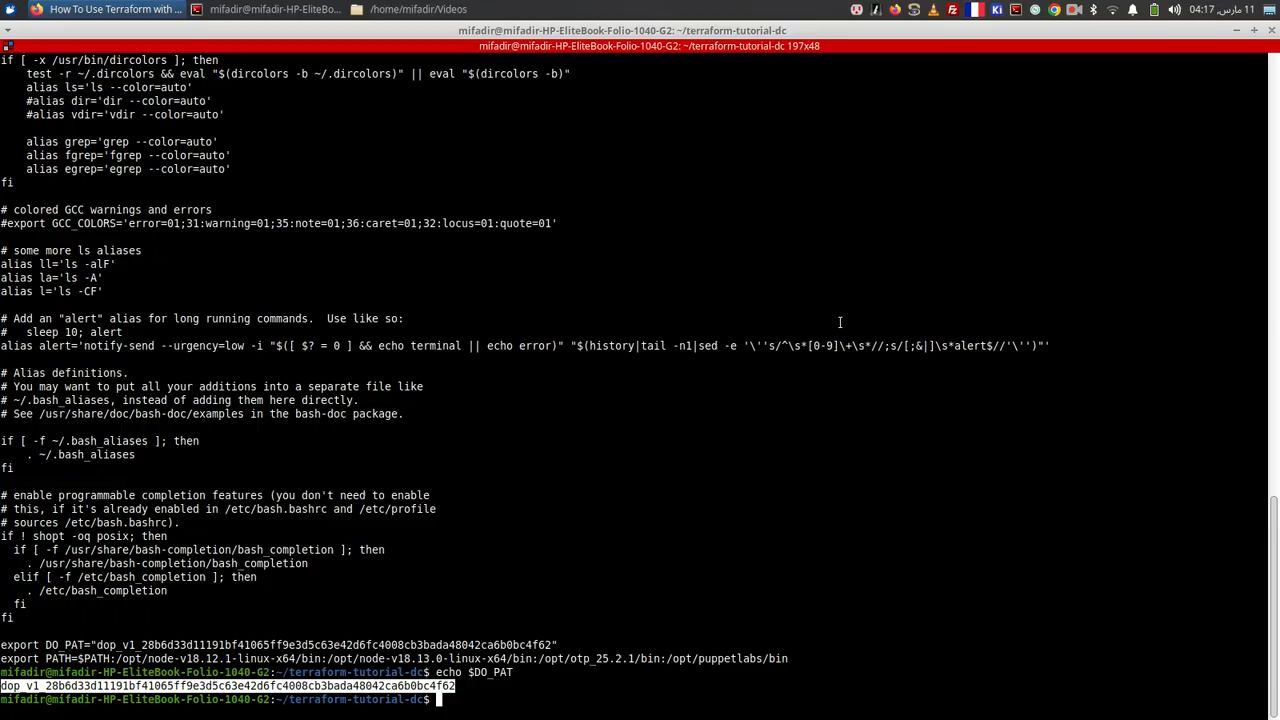 How To Use Terraform with ...
mifadir@mifadir-HP-EliteBo...
/home/mifadir/Videos
Ki
11 مارس, 04:17
mifadir@mifadir-HP-EliteBook-Folio-1040-G2: ~/terraform-tutorial-dc
mifadir@mifadir-HP-EliteBook-Folio-1040-G2: ~/terraform-tutorial-dc 197x48
if [ -x /usr/bin/dircolors ]; then
    test -r ~/.dircolors && eval "$(dircolors -b ~/.dircolors)" || eval "$(dircolors -b)"
    alias ls='ls --color=auto'
    #alias dir='dir --color=auto'
    #alias vdir='vdir --color=auto'
    alias grep='grep --color=auto'
    alias fgrep='fgrep --color=auto'
    alias egrep='egrep --color=auto'
fi
# colored GCC warnings and errors
#export GCC_COLORS='error=01;31:warning=01;35:note=01;36:caret=01;32:locus=01:quote=01'
# some more ls aliases
alias ll='ls -alF'
alias la='ls -A'
alias l='ls -CF'
# Add an "alert" alias for long running commands.  Use like so:
#   sleep 10; alert
alias alert='notify-send --urgency=low -i "$([ $? = 0 ] && echo terminal || echo error)" "$(history|tail -n1|sed -e '\''s/^\s*[0-9]\+\s*//;s/[;&|]\s*alert$//'\'')"'
# Alias definitions.
# You may want to put all your additions into a separate file like
# ~/.bash_aliases, instead of adding them here directly.
# See /usr/share/doc/bash-doc/examples in the bash-doc package.
if [ -f ~/.bash_aliases ]; then
    . ~/.bash_aliases
fi
# enable programmable completion features (you don't need to enable
# this, if it's already enabled in /etc/bash.bashrc and /etc/profile
# sources /etc/bash.bashrc).
if ! shopt -oq posix; then
  if [ -f /usr/share/bash-completion/bash_completion ]; then
    . /usr/share/bash-completion/bash_completion
  elif [ -f /etc/bash_completion ]; then
    . /etc/bash_completion
  fi
fi
export DO_PAT="dop_v1_28b6d33d11191bf41065ff9e3d5c63e42d6fc4008cb3bada48042ca6b0bc4f62"
export PATH=$PATH:/opt/node-v18.12.1-linux-x64/bin:/opt/node-v18.13.0-linux-x64/bin:/opt/otp_25.2.1/bin:/opt/puppetlabs/bin
mifadir@mifadir-HP-EliteBook-Folio-1040-G2:~/terraform-tutorial-dc$ echo $DO_PAT
dop_v1_28b6d33d11191bf41065ff9e3d5c63e42d6fc4008cb3bada48042ca6b0bc4f62
mifadir@mifadir-HP-EliteBook-Folio-1040-G2:~/terraform-tutorial-dc$